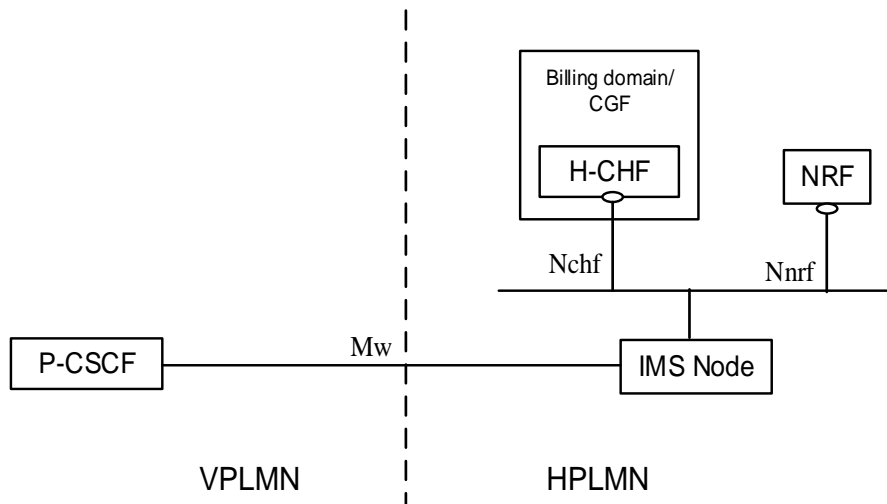 Billing domain/
CGF
H-CHF
NRF
Nchf
Nnrf
Mw
P-CSCF
IMS Node
VPLMN
HPLMN